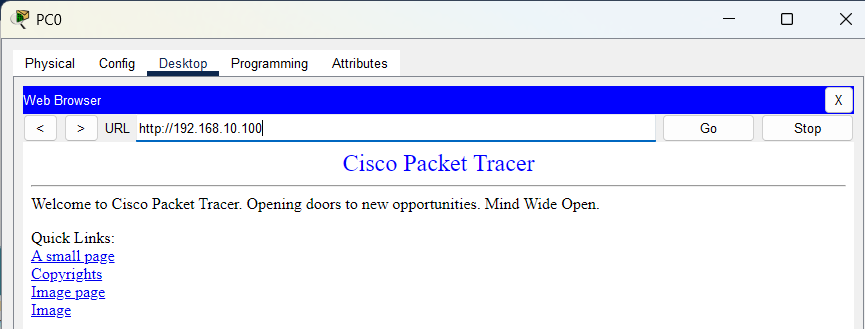 PC0
Physical Config Desktop Programming Attributes
Web Browser X
< > URL http://192.168.10.100 Go Stop
Cisco Packet Tracer
Welcome to Cisco Packet Tracer. Opening doors to new opportunities. Mind Wide Open.
Quick Links:
A small page
Copyrights
Image page
Image